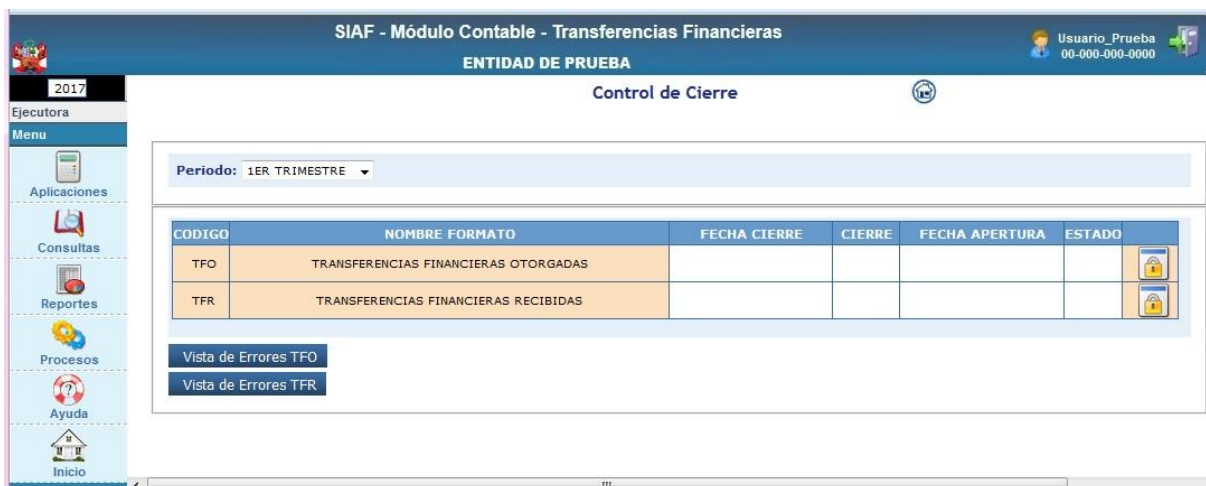 SIAF - Módulo Contable - Transferencias Financieras
ENTIDAD DE PRUEBA
Usuario_Prueba
00-000-000-0000
2017
Ejecutora
Menu
Aplicaciones
Consultas
Reportes
Procesos
Ayuda
Inicio
Control de Cierre
Periodo: 1ER TRIMESTRE
CODIGO NOMBRE FORMATO FECHA CIERRE CIERRE FECHA APERTURA ESTADO
TFO TRANSFERENCIAS FINANCIERAS OTORGADAS
TFR TRANSFERENCIAS FINANCIERAS RECIBIDAS
Vista de Errores TFO
Vista de Errores TFR